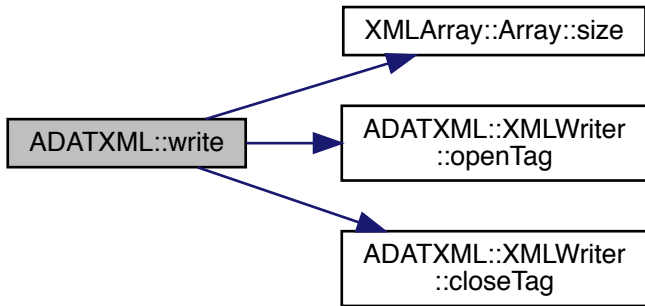 XMLArray::Array::size
ADATXML::write
ADATXML::XMLWriter
::openTag
ADATXML::XMLWriter
::closeTag